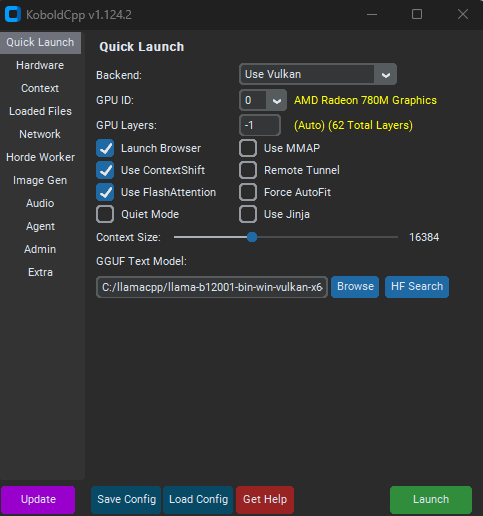 KoboldCpp v1.124.2
Quick Launch
Hardware
Context
Loaded Files
Network
Horde Worker
Image Gen
Audio
Agent
Admin
Extra
Quick Launch
Backend: Use Vulkan
GPU ID: 0 AMD Radeon 780M Graphics
GPU Layers: -1 (Auto) (62 Total Layers)
Launch Browser Use MMAP
Use ContextShift Remote Tunnel
Use FlashAttention Force AutoFit
Quiet Mode Use Jinja
Context Size: 16384
GGUF Text Model:
C:/llamacpp/llama-b12001-bin-win-vulkan-x6 Browse HF Search
Update Save Config Load Config Get Help Launch